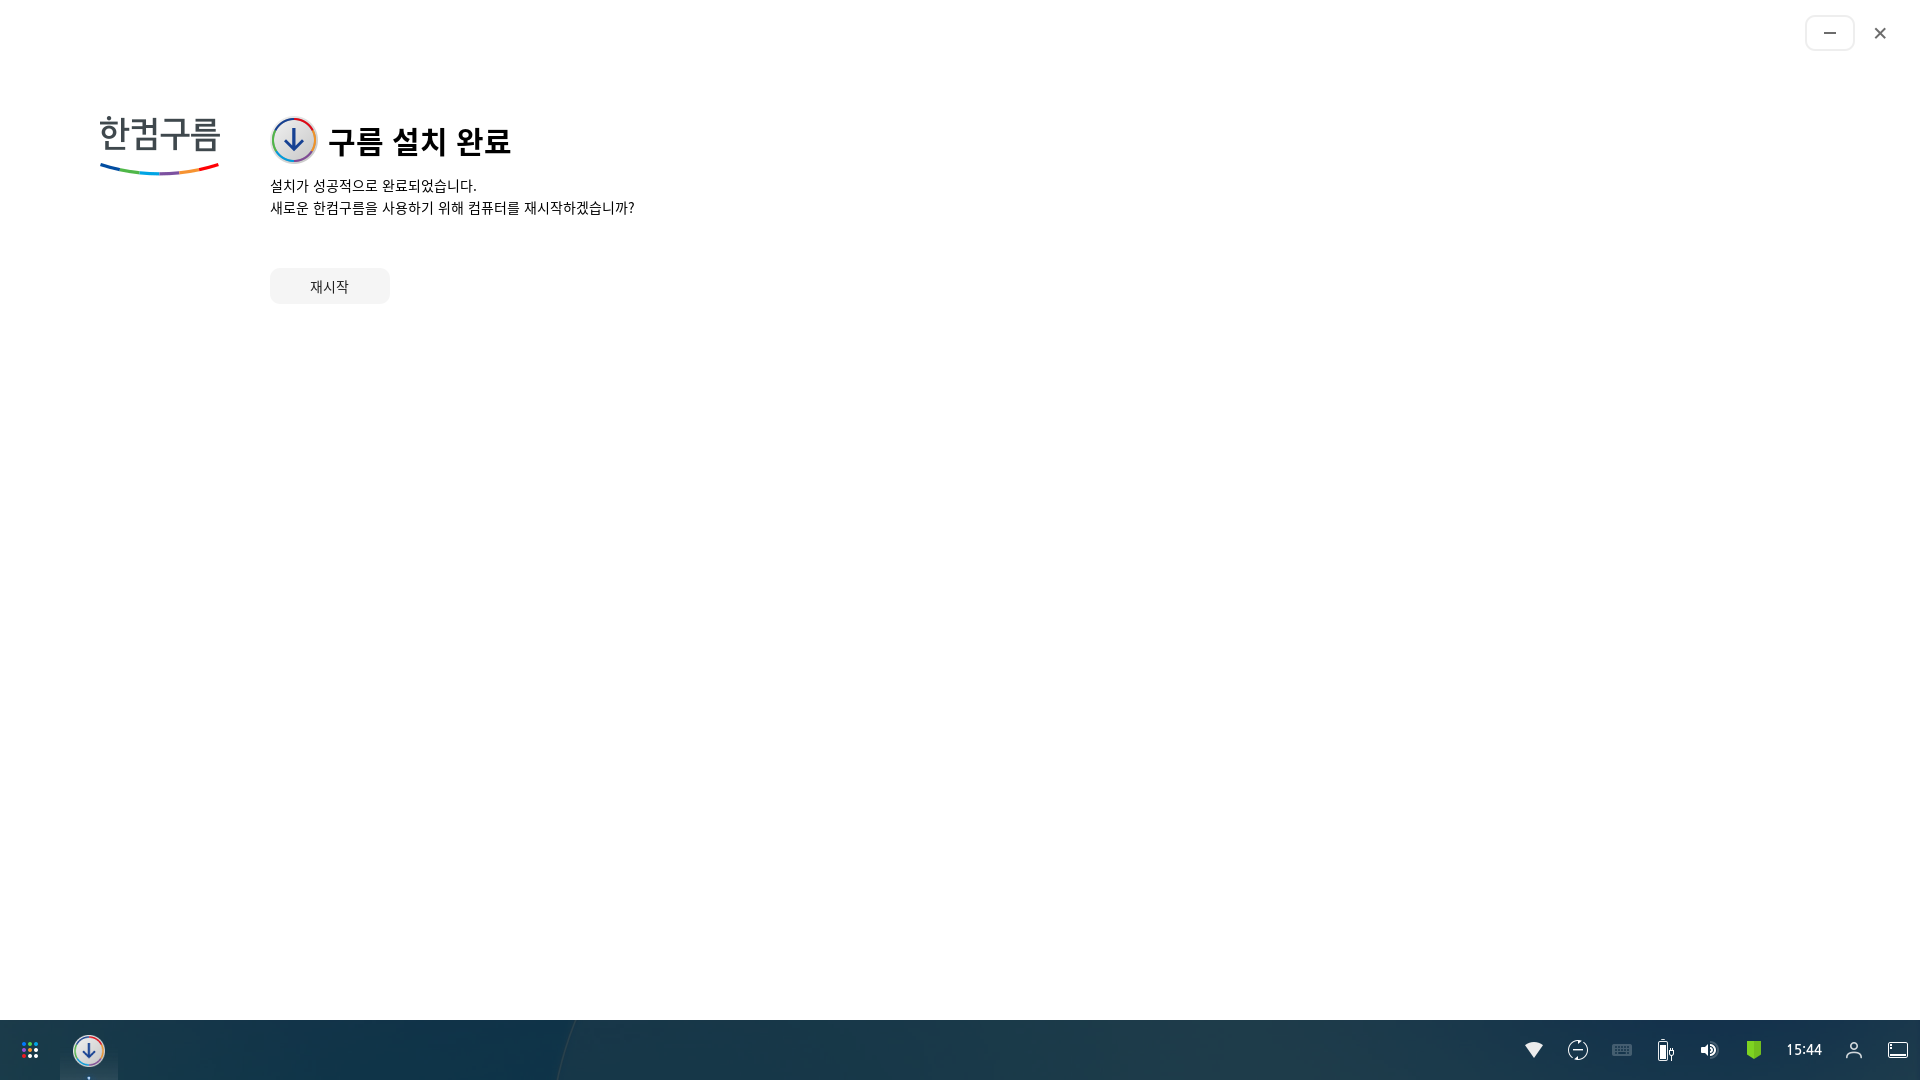 한컴구름
구름 설치 완료
설치가 성공적으로 완료되었습니다.
새로운 한컴구름을 사용하기 위해 컴퓨터를 재시작하겠습니까?
재시작
15:44